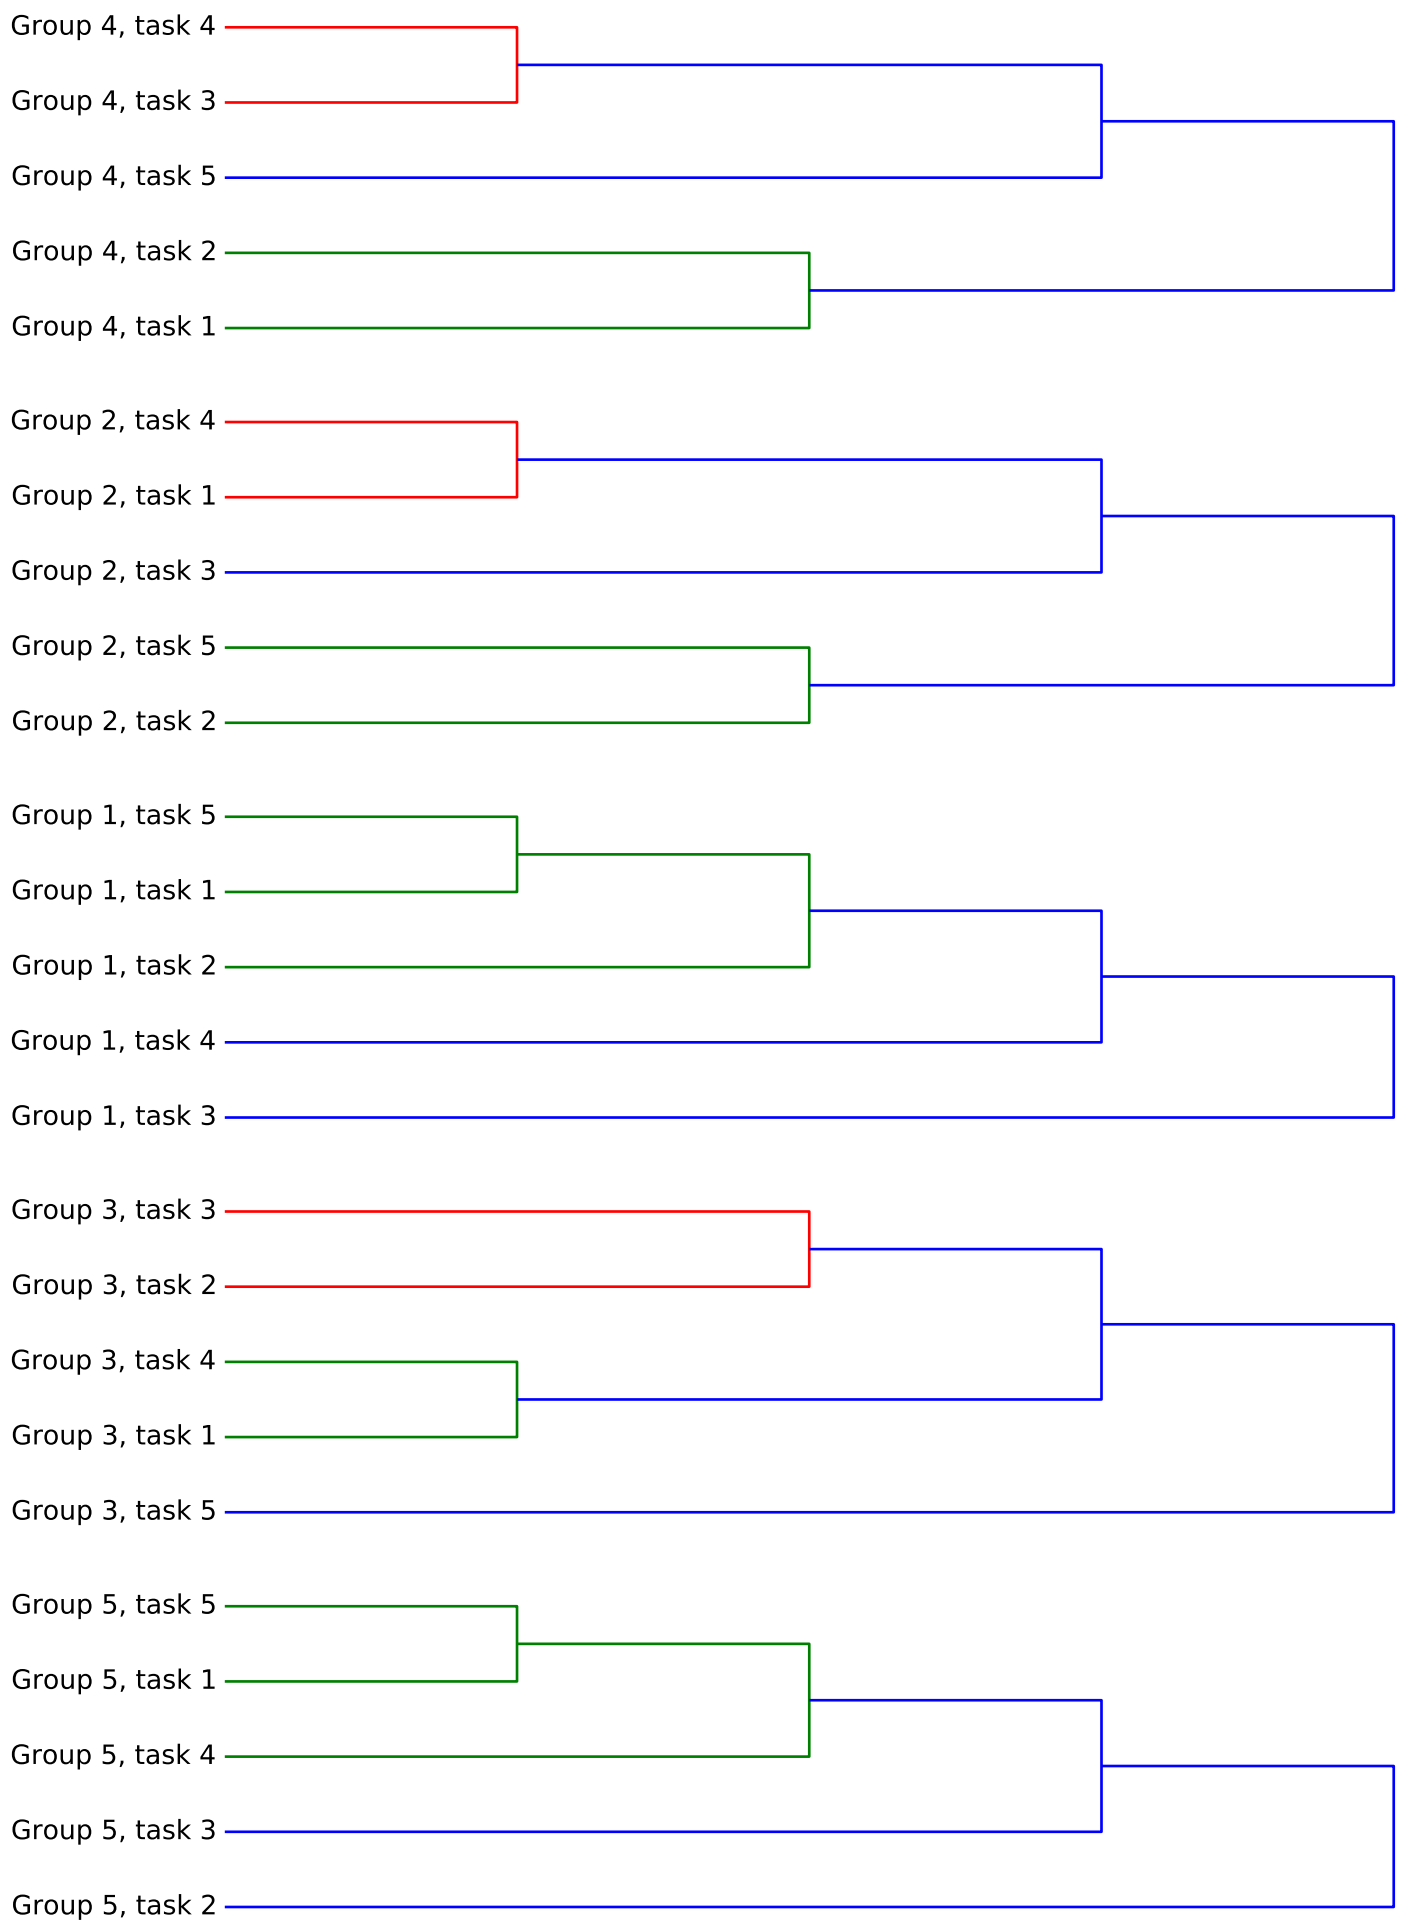 Group 4, task 4
Group 4, task 3
Group 4, task 5
Group 4, task 2
Group 4, task 1
Group 2, task 4
Group 2, task 1
Group 2, task 3
Group 2, task 5
Group 2, task 2
Group 1, task 5
Group 1, task 1
Group 1, task 2
Group 1, task 4
Group 1, task 3
Group 3, task 3
Group 3, task 2
Group 3, task 4
Group 3, task 1
Group 3, task 5
Group 5, task 5
Group 5, task 1
Group 5, task 4
Group 5, task 3
Group 5, task 2